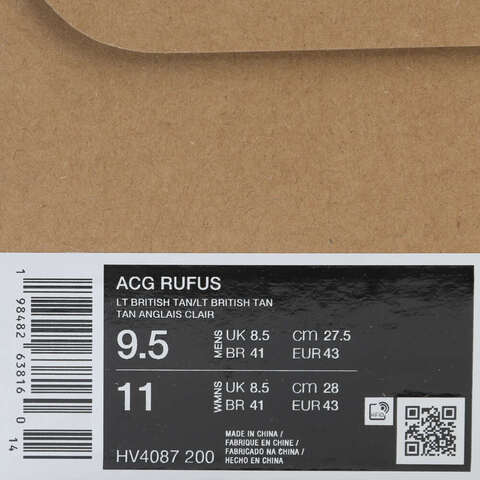 ACG RUFUS
LT BRITISH TAN/LT BRITISH TAN
TAN ANGLAIS CLAIR
9.5 MENS UK 8.5 CM 27.5
BR 41 EUR 43
11 WMNS UK 8.5 CM 28
BR 41 EUR 43
HV4087 200
MADE IN CHINA /
FABRIQUE EN CHINE /
FABRICADO NA CHINA /
HECHO EN CHINA
RFID
1 98482 63816 0 14